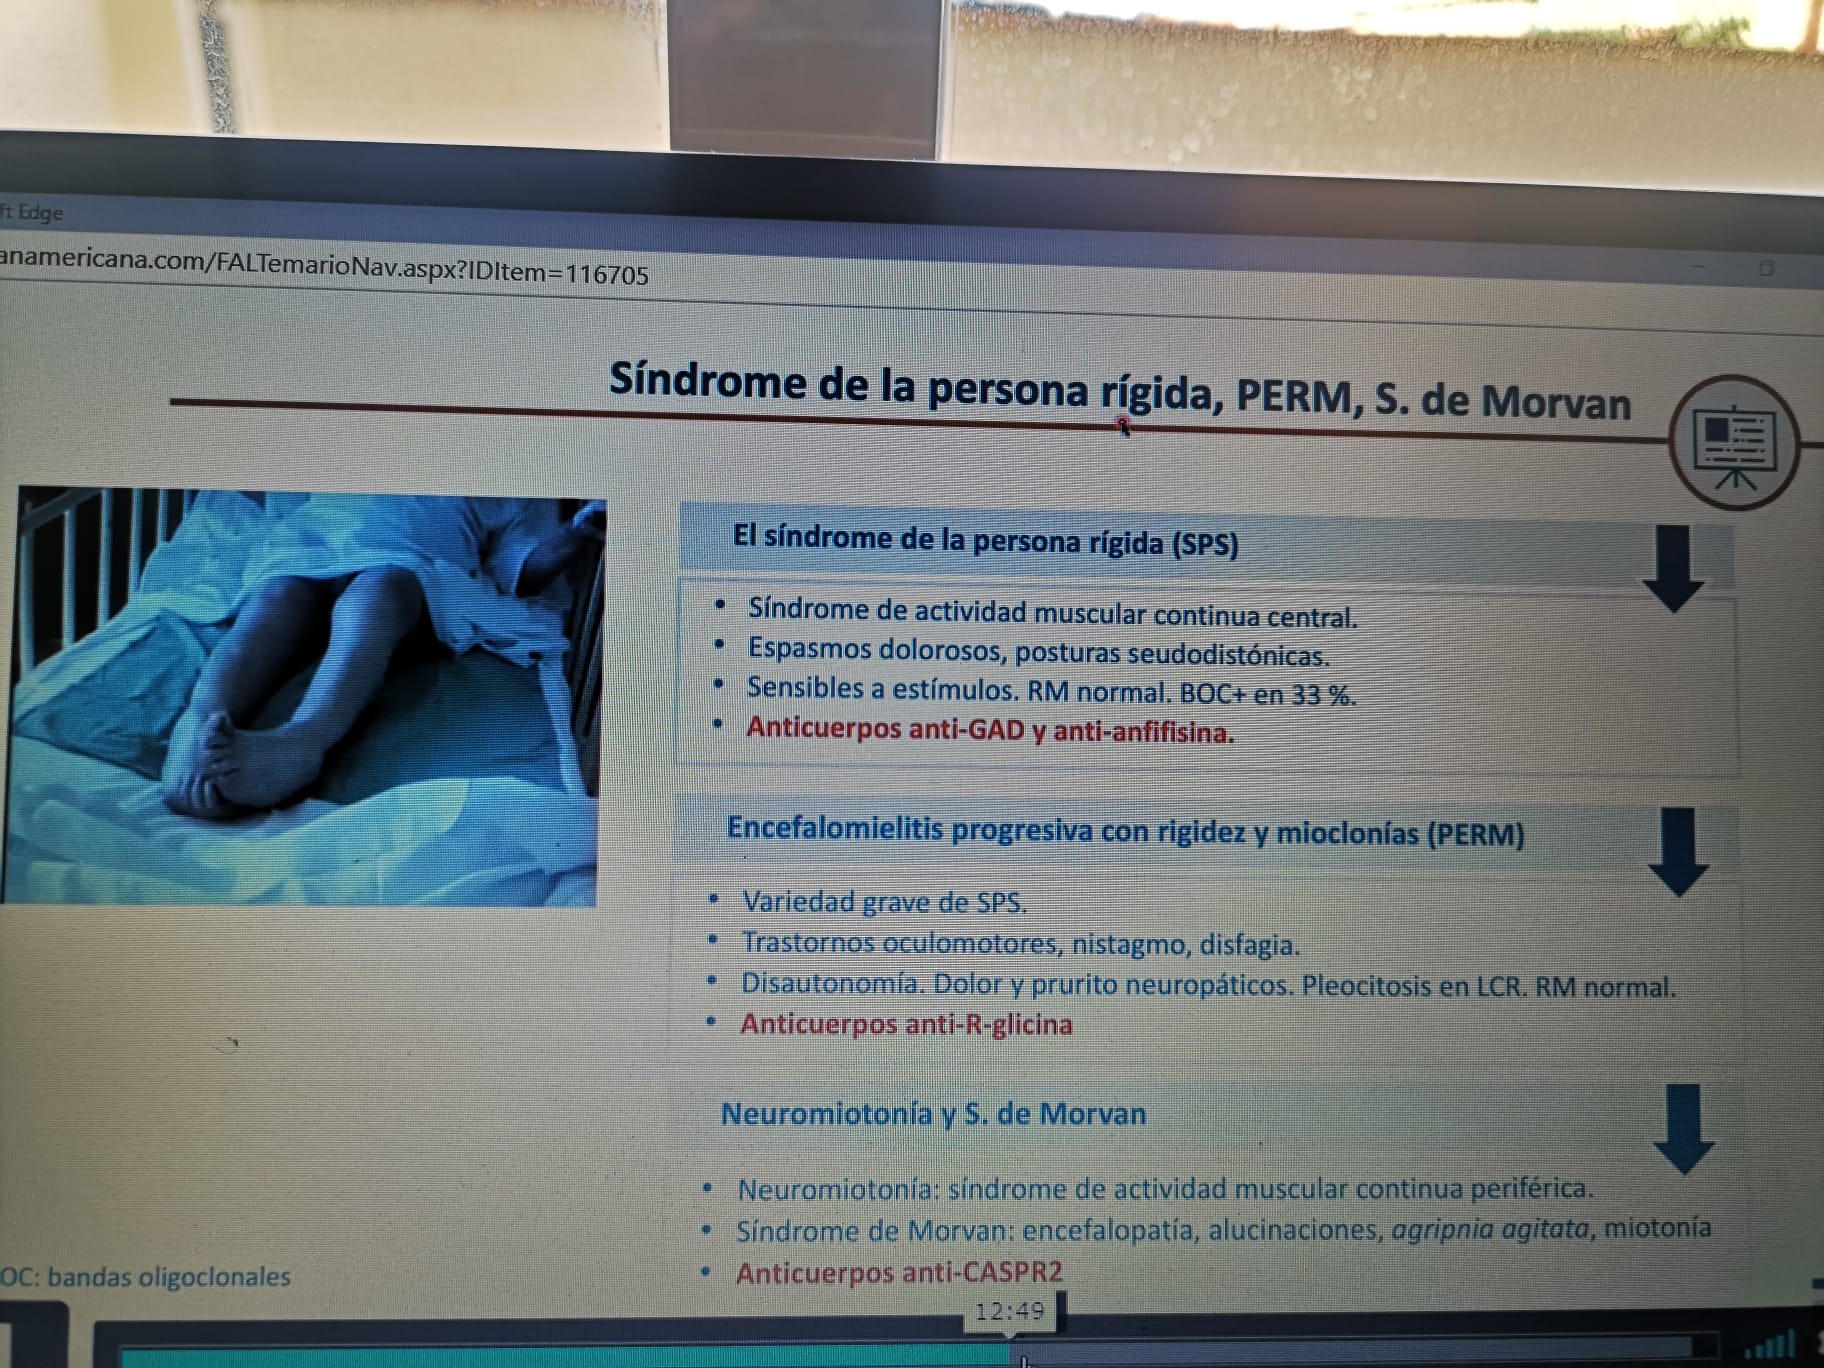 ft Edge
anamericana.com/FALTemarioNav.aspx?IDItem=116705
Síndrome de la persona rígida, PERM, S. de Morvan
El síndrome de la persona rígida (SPS)
• Síndrome de actividad muscular continua central.
• Espasmos dolorosos, posturas seudodistónicas.
• Sensibles a estímulos. RM normal. BOC+ en 33 %.
• Anticuerpos anti-GAD y anti-anfifisina.
Encefalomielitis progresiva con rigidez y mioclonías (PERM)
• Variedad grave de SPS.
• Trastornos oculomotores, nistagmo, disfagia.
• Disautonomía. Dolor y prurito neuropáticos. Pleocitosis en LCR. RM normal.
• Anticuerpos anti-R-glicina
Neuromiotonía y S. de Morvan
• Neuromiotonía: síndrome de actividad muscular continua periférica.
• Síndrome de Morvan: encefalopatía, alucinaciones, agripnia agitata, miotonía
• Anticuerpos anti-CASPR2
OC: bandas oligoclonales
12:49